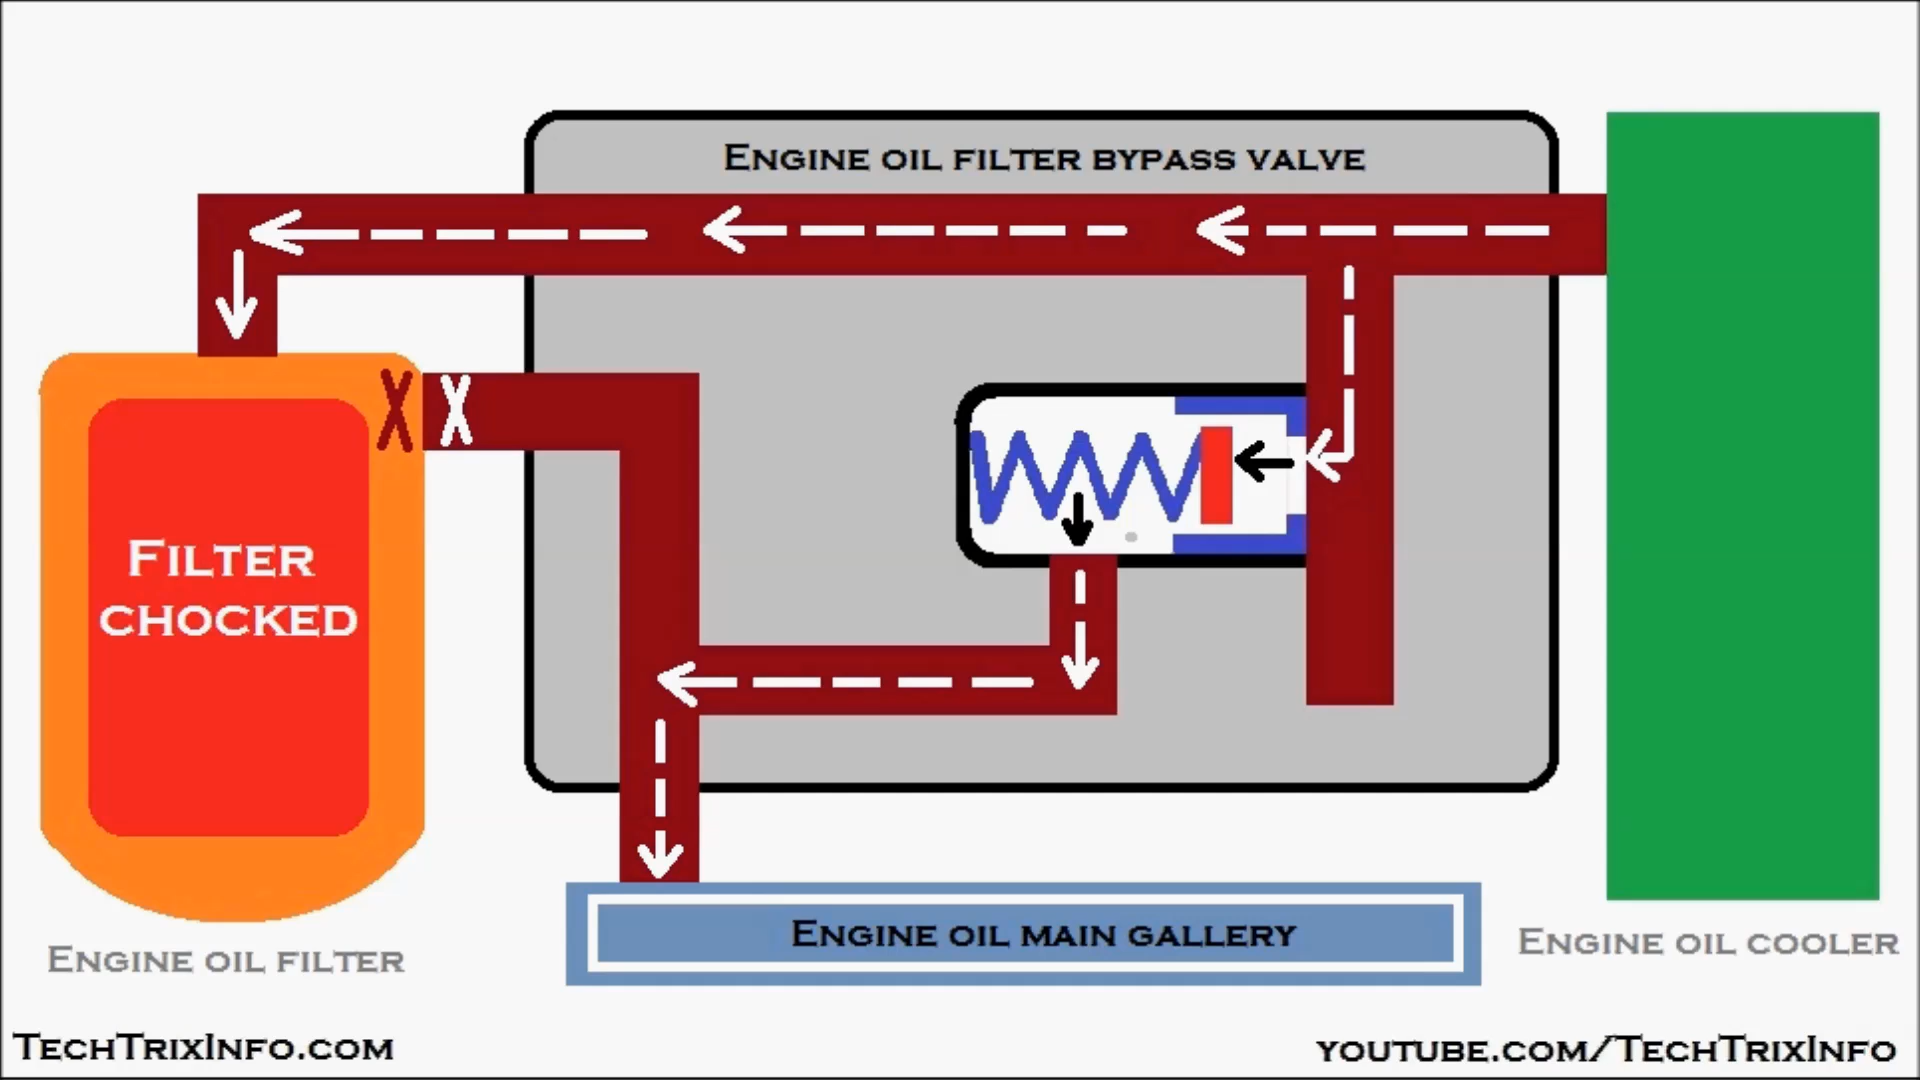 Engine oil filter bypass valve
X X
Filter
chocked
Engine oil main gallery
Engine oil filter
Engine oil cooler
TechTrixInfo.com
youtube.com/TechTrixInfo